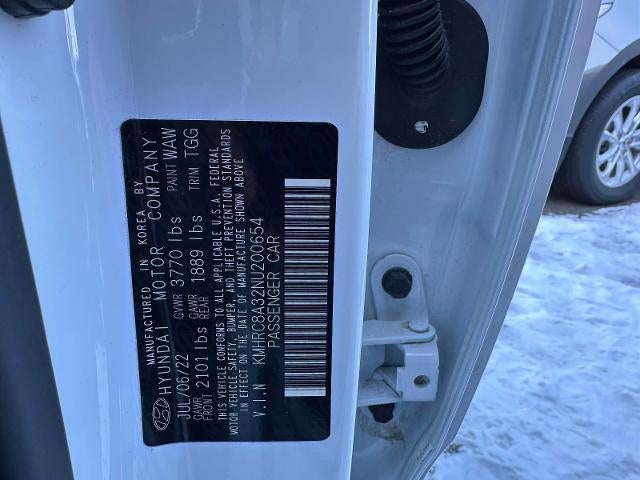 MANUFACTURED IN KOREA BY
HYUNDAI MOTOR COMPANY
JUL/06/22 GVWR 3770 lbs PAINT WAW
GAWR FRONT 2101 lbs GAWR REAR 1889 lbs TRIM TGG
THIS VEHICLE CONFORMS TO ALL APPLICABLE U.S.A. FEDERAL
MOTOR VEHICLE SAFETY, BUMPER, AND THEFT PREVENTION STANDARDS
IN EFFECT ON THE DATE OF MANUFACTURE SHOWN ABOVE
V.I.N KMHRC8A32NU200654
PASSENGER CAR